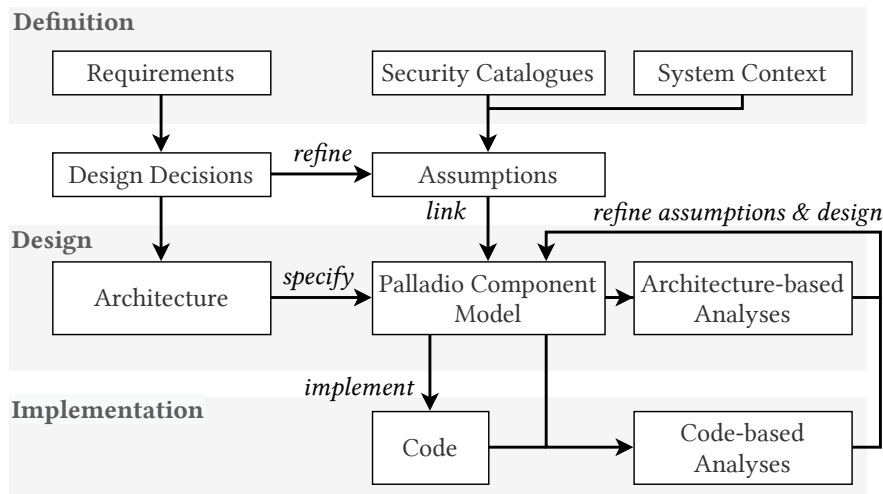 Definition
Requirements
Security Catalogues
System Context
Design Decisions
refine
Assumptions
link
refine assumptions & design
Design
Architecture
specify
Palladio Component
Model
Architecture-based
Analyses
implement
Implementation
Code
Code-based
Analyses